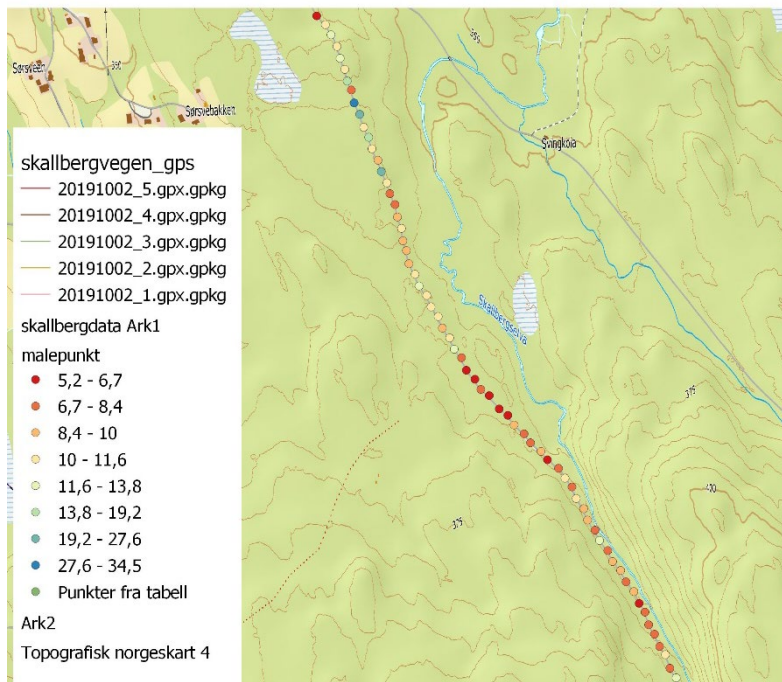 Sørsveen
390
Sørsvebakken
Svingkoia
skallbergvegen_gps
20191002_5.gpx.gpkg
20191002_4.gpx.gpkg
20191002_3.gpx.gpkg
20191002_2.gpx.gpkg
20191002_1.gpx.gpkg
skallbergdata Ark1
malepunkt
5,2 - 6,7
6,7 - 8,4
8,4 - 10
10 - 11,6
11,6 - 13,8
13,8 - 19,2
19,2 - 27,6
27,6 - 34,5
Punkter fra tabell
Ark2
Topografisk norgeskart 4
Skallbergselva
375
400
375